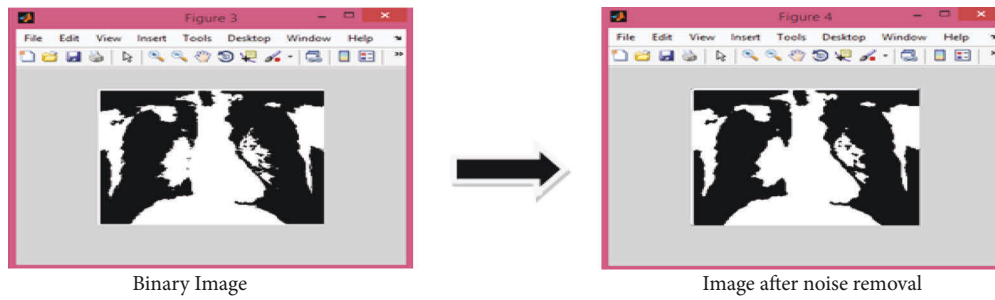 Figure 3
File Edit View Insert Tools Desktop Window Help
Binary Image
Figure 4
File Edit View Insert Tools Desktop Window Help
Image after noise removal